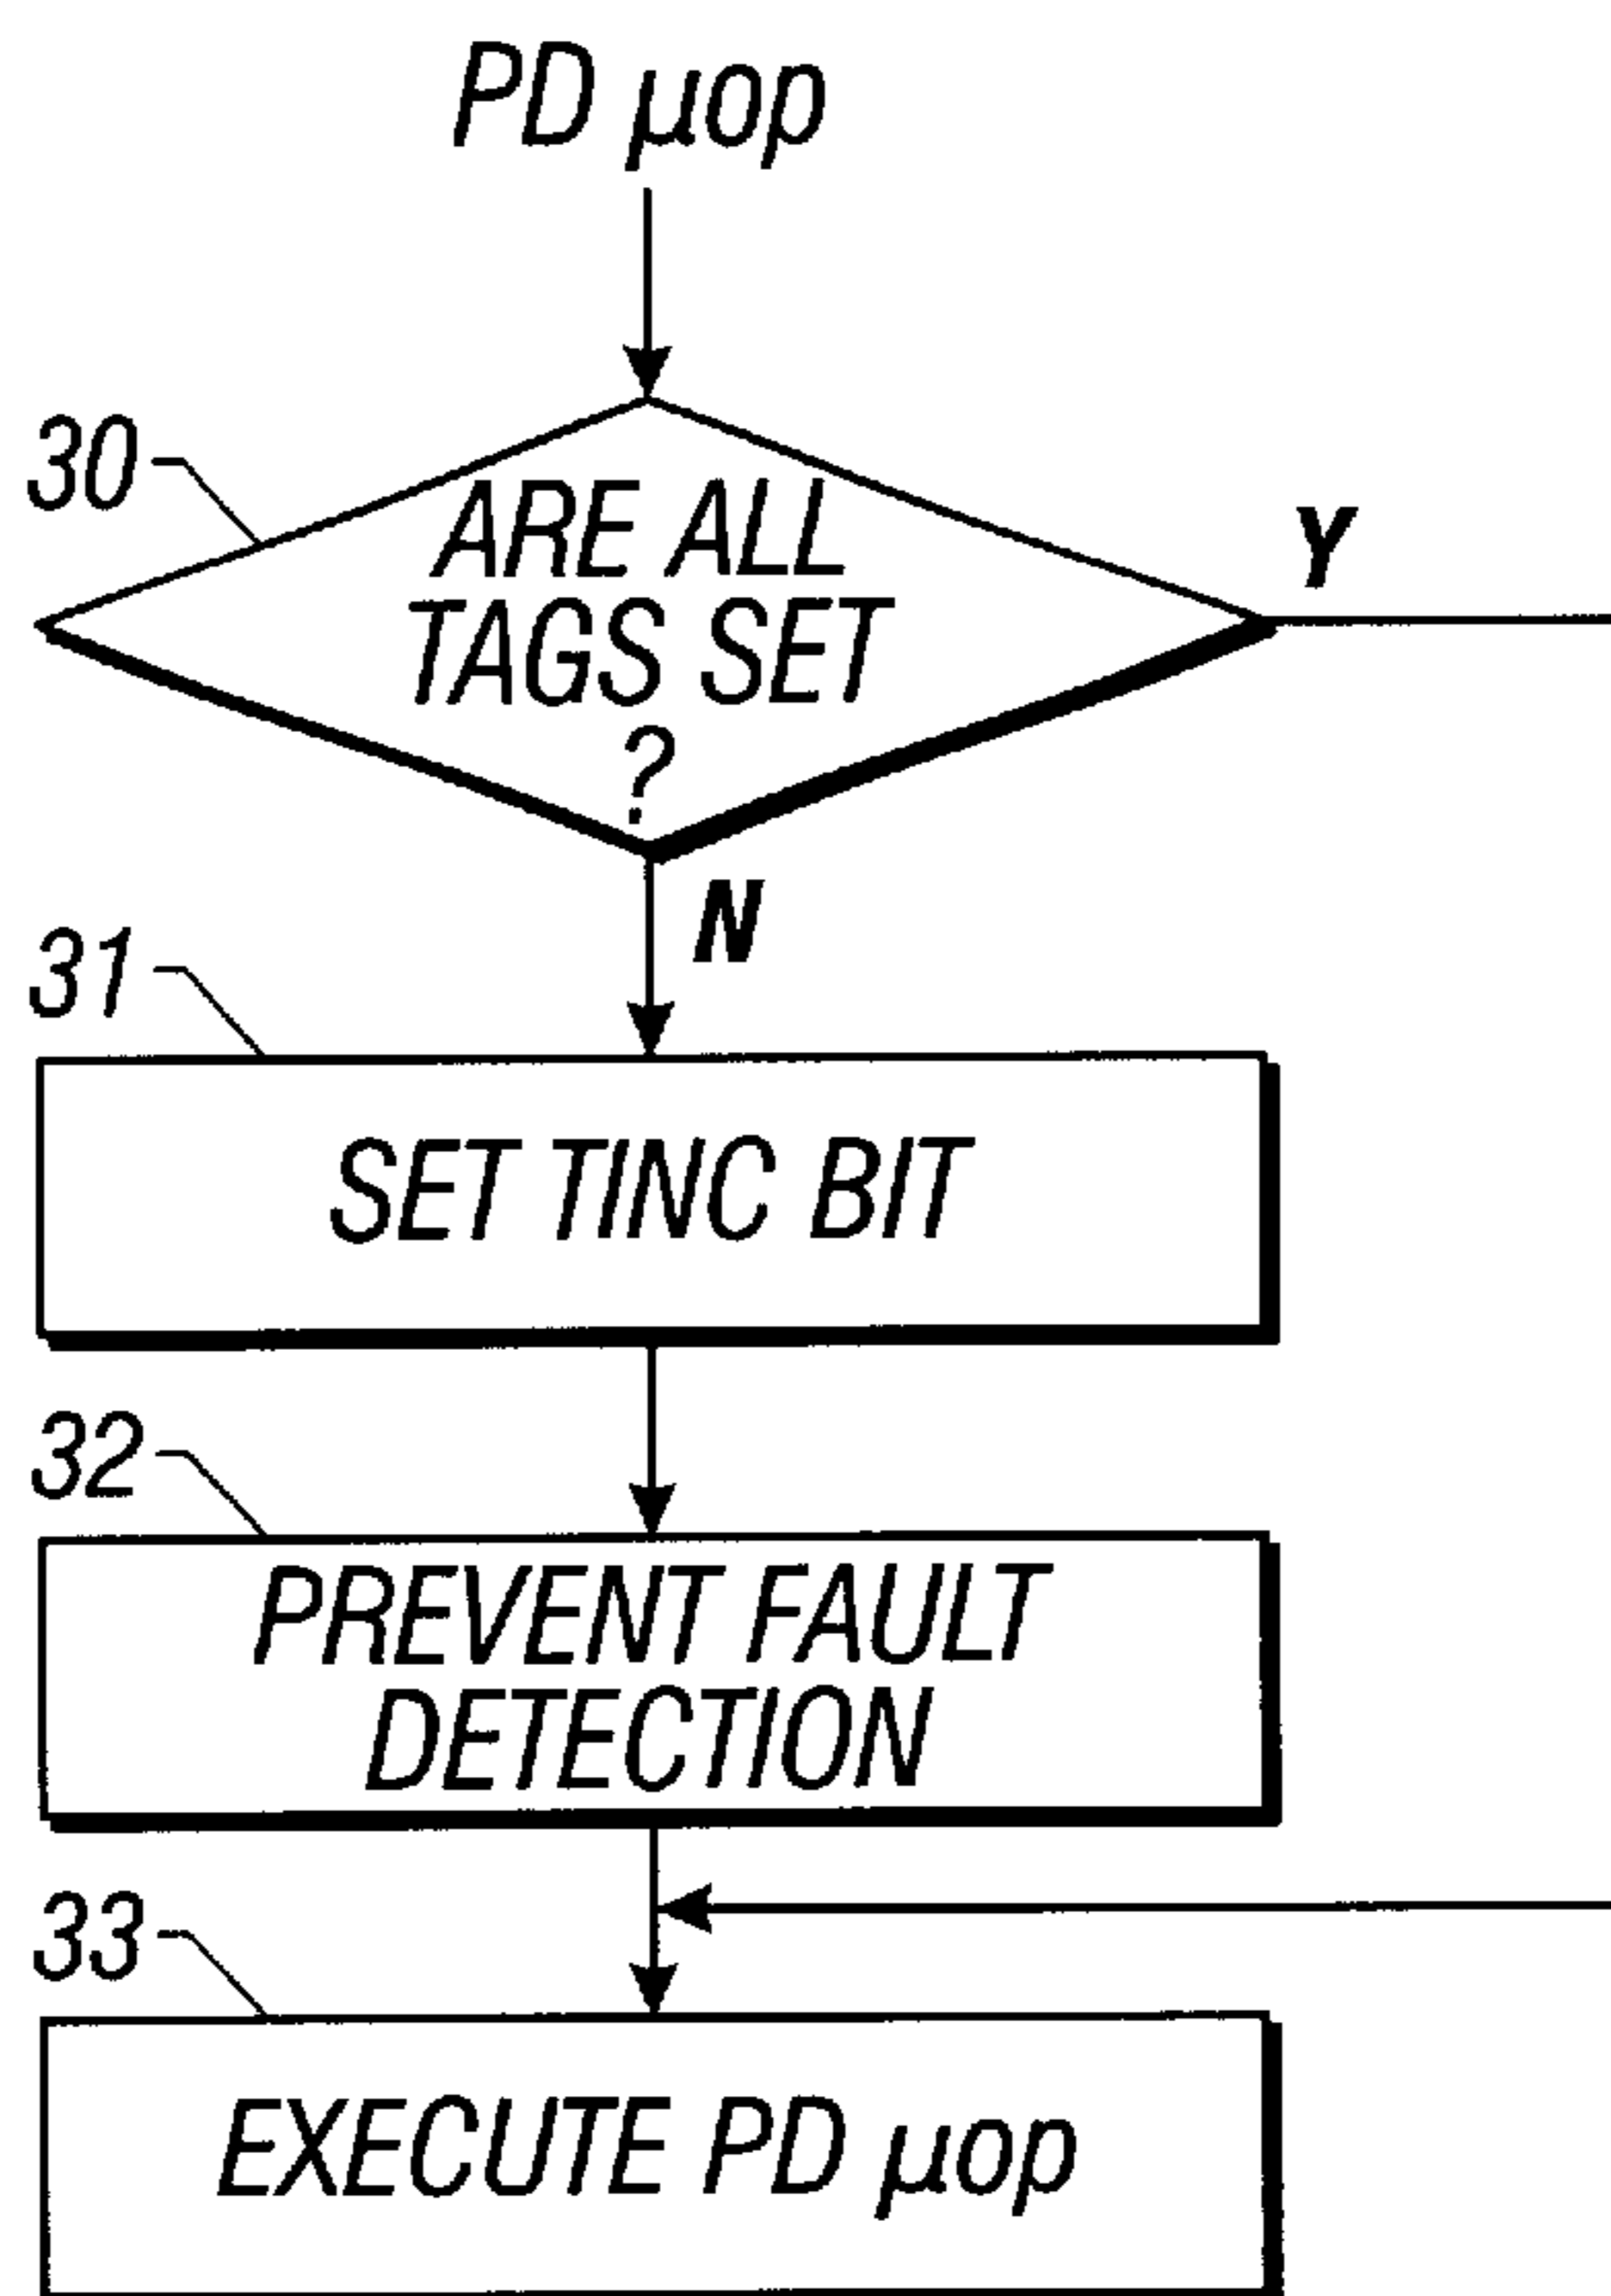 PD μop
30
ARE ALL
TAGS SET
?
Y
N
31
SET TINC BIT
32
PREVENT FAULT
DETECTION
33
EXECUTE PD μop